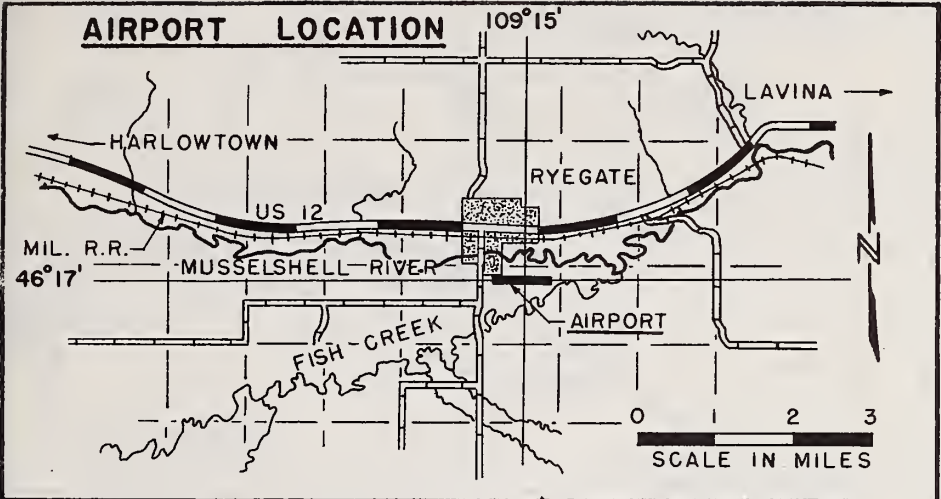 AIRPORT LOCATION
109°15'
LAVINA
HARLOWTOWN
RYEGATE
US 12
MIL. R.R.
MUSSELSHELL RIVER
46°17'
N
AIRPORT
FISH CREEK
0 1 2 3
SCALE IN MILES